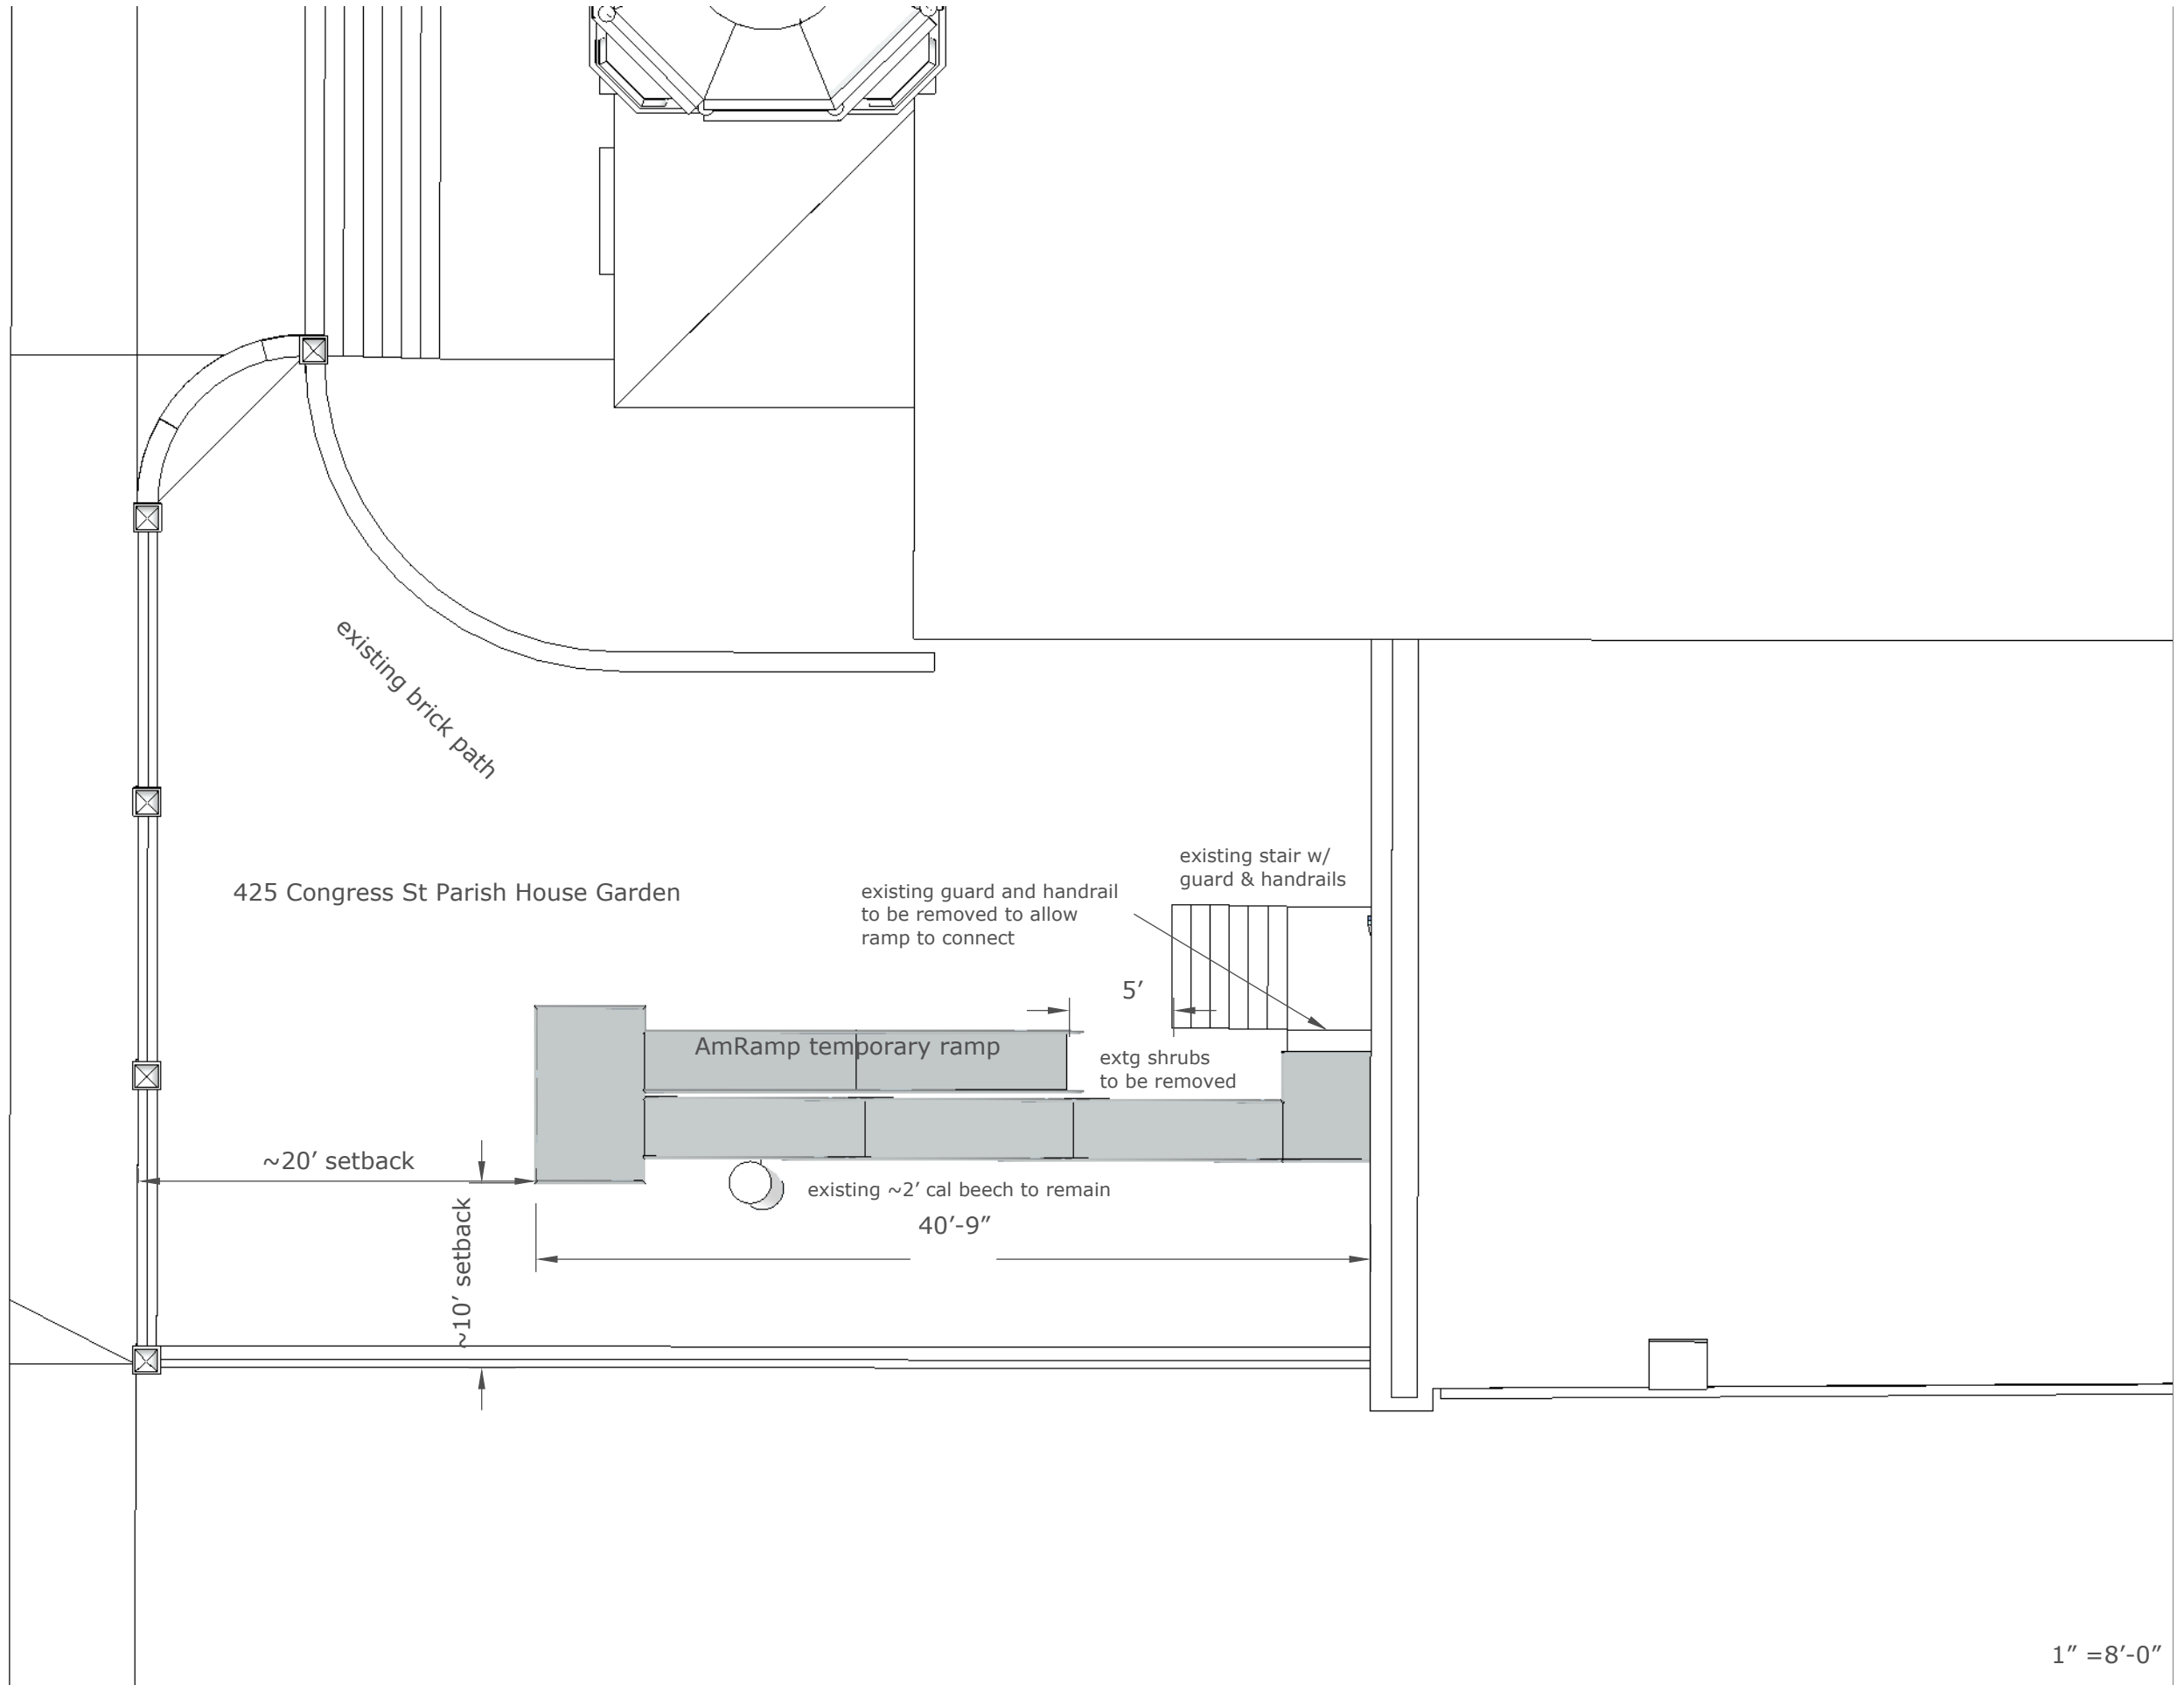 existing brick path
existing stair w/
guard & handrails
425 Congress St Parish House Garden
existing guard and handrail
to be removed to allow
ramp to connect
5’
AmRamp temporary ramp
extg shrubs
to be removed
~20’ setback
existing ~2’ cal beech to remain
~10’ setback
40’-9”
1” =8’-0”